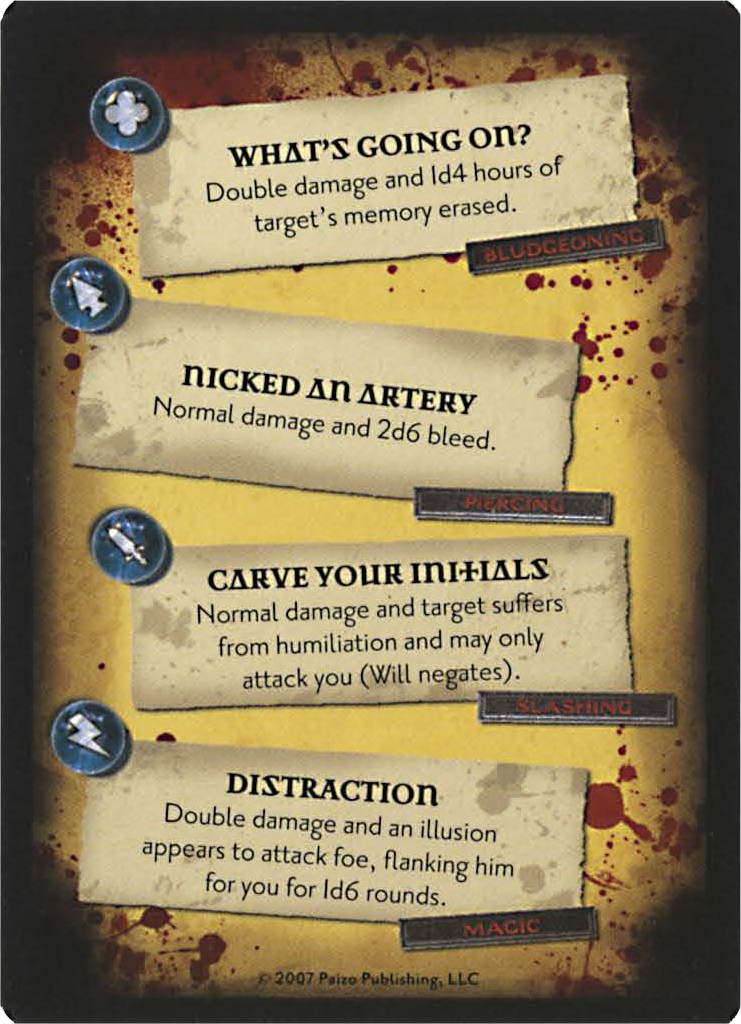 WHAT'S GOING ON?
Double damage and 1d4 hours of
target's memory erased.
BLUDGEONING
NICKED AN ARTERY
Normal damage and 2d6 bleed.
PIERCING
CARVE YOUR INITIALS
Normal damage and target suffers
from humiliation and may only
attack you (Will negates).
SLASHING
DISTRACTION
Double damage and an illusion
appears to attack foe, flanking him
for you for 1d6 rounds.
MAGIC
© 2007 Paizo Publishing, LLC